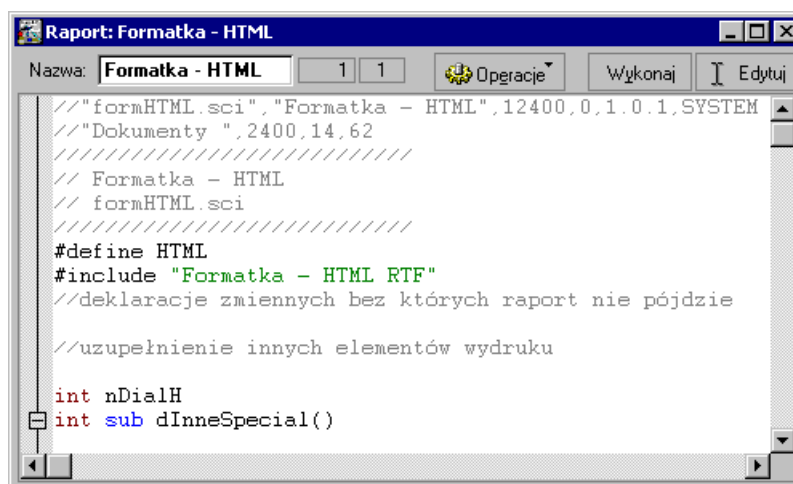 Raport: Formatka - HTML
Nazwa: Formatka - HTML 1 1 Operacje Wykonaj Edytuj
//"formHTML.sci","Formatka – HTML",12400,0,1.0.1,SYSTEM
//"Dokumenty ",2400,14,62
////////////////////////////
// Formatka – HTML
// formHTML.sci
////////////////////////////
#define HTML
#include "Formatka – HTML RTF"
//deklaracje zmiennych bez których raport nie pójdzie
//uzupełnienie innych elementów wydruku
int nDialH
int sub dInneSpecial()